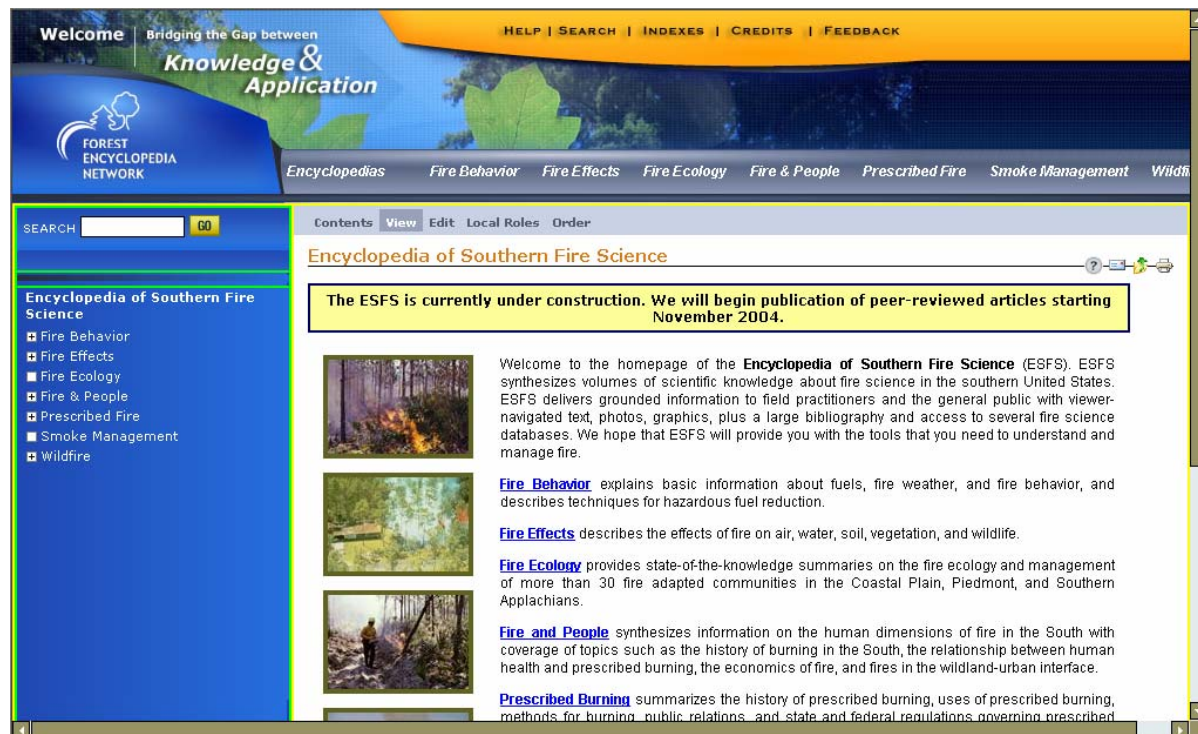 Welcome
Bridging the Gap between
Knowledge &
Application
HELP | SEARCH | INDEXES | CREDITS | FEEDBACK
FOREST
ENCYCLOPEDIA
NETWORK
Encyclopedias Fire Behavior Fire Effects Fire Ecology Fire & People Prescribed Fire Smoke Management Wildfi
SEARCH GO
Contents View Edit Local Roles Order
Encyclopedia of Southern Fire Science
?
The ESFS is currently under construction. We will begin publication of peer-reviewed articles starting
November 2004.
Encyclopedia of Southern Fire
Science
Fire Behavior
Fire Effects
Fire Ecology
Fire & People
Prescribed Fire
Smoke Management
Wildfire
Welcome to the homepage of the Encyclopedia of Southern Fire Science (ESFS). ESFS
synthesizes volumes of scientific knowledge about fire science in the southern United States.
ESFS delivers grounded information to field practitioners and the general public with viewer-
navigated text, photos, graphics, plus a large bibliography and access to several fire science
databases. We hope that ESFS will provide you with the tools that you need to understand and
manage fire.
Fire Behavior explains basic information about fuels, fire weather, and fire behavior, and
describes techniques for hazardous fuel reduction.
Fire Effects describes the effects of fire on air, water, soil, vegetation, and wildlife.
Fire Ecology provides state-of-the-knowledge summaries on the fire ecology and management
of more than 30 fire adapted communities in the Coastal Plain, Piedmont, and Southern
Applachians.
Fire and People synthesizes information on the human dimensions of fire in the South with
coverage of topics such as the history of burning in the South, the relationship between human
health and prescribed burning, the economics of fire, and fires in the wildland-urban interface.
Prescribed Burning summarizes the history of prescribed burning, uses of prescribed burning,
methods for burning, public relations, and state and federal regulations governing prescribed